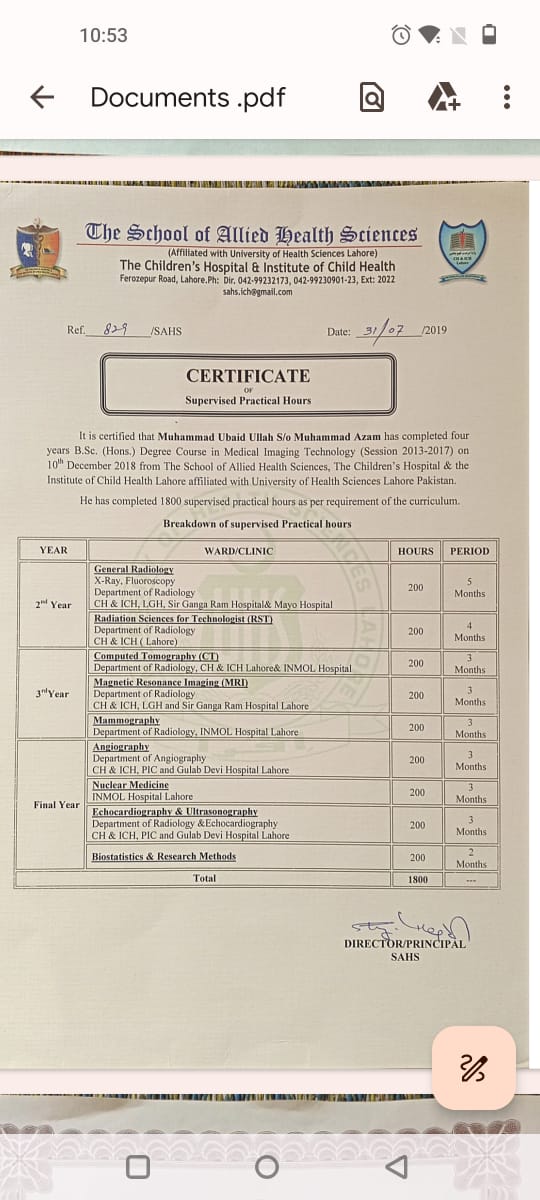 10:53
Documents .pdf
The School of Allied Health Sciences
(Affiliated with University of Health Sciences Lahore)
The Children's Hospital & Institute of Child Health
Ferozepur Road, Lahore.Ph: Dir. 042-99232173, 042-99230901-23, Ext: 2022
sahs.ich@gmail.com
Ref. 829 /SAHS Date: 31/07 /2019
CERTIFICATE
OF
Supervised Practical Hours
It is certified that Muhammad Ubaid Ullah S/o Muhammad Azam has completed four
years B.Sc. (Hons.) Degree Course in Medical Imaging Technology (Session 2013-2017) on
10th December 2018 from The School of Allied Health Sciences, The Children's Hospital & the
Institute of Child Health Lahore affiliated with University of Health Sciences Lahore Pakistan.
He has completed 1800 supervised practical hours as per requirement of the curriculum.
Breakdown of supervised Practical hours
YEAR WARD/CLINIC HOURS PERIOD
2nd Year
General Radiology
X-Ray, Fluoroscopy
Department of Radiology
CH & ICH, LGH, Sir Ganga Ram Hospital& Mayo Hospital
200
5
Months
Radiation Sciences for Technologist (RST)
Department of Radiology
CH & ICH ( Lahore)
200
4
Months
3rdYear
Computed Tomography (CT)
Department of Radiology, CH & ICH Lahore& INMOL Hospital
200
3
Months
Magnetic Resonance Imaging (MRI)
Department of Radiology
CH & ICH, LGH and Sir Ganga Ram Hospital Lahore
200
3
Months
Mammography
Department of Radiology, INMOL Hospital Lahore
200
3
Months
Final Year
Angiography
Department of Angiography
CH & ICH, PIC and Gulab Devi Hospital Lahore
200
3
Months
Nuclear Medicine
INMOL Hospital Lahore
200
3
Months
Echocardiography & Ultrasonography
Department of Radiology &Echocardiography
CH & ICH, PIC and Gulab Devi Hospital Lahore
200
3
Months
Biostatistics & Research Methods
200
2
Months
Total 1800 ---
DIRECTOR/PRINCIPAL
SAHS